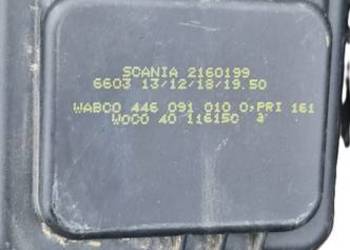 SCANIA 2160199
6603 13/12/18/19.50
WABCO 446 091 010 0;PRI 161
WOCO 40 116150 a